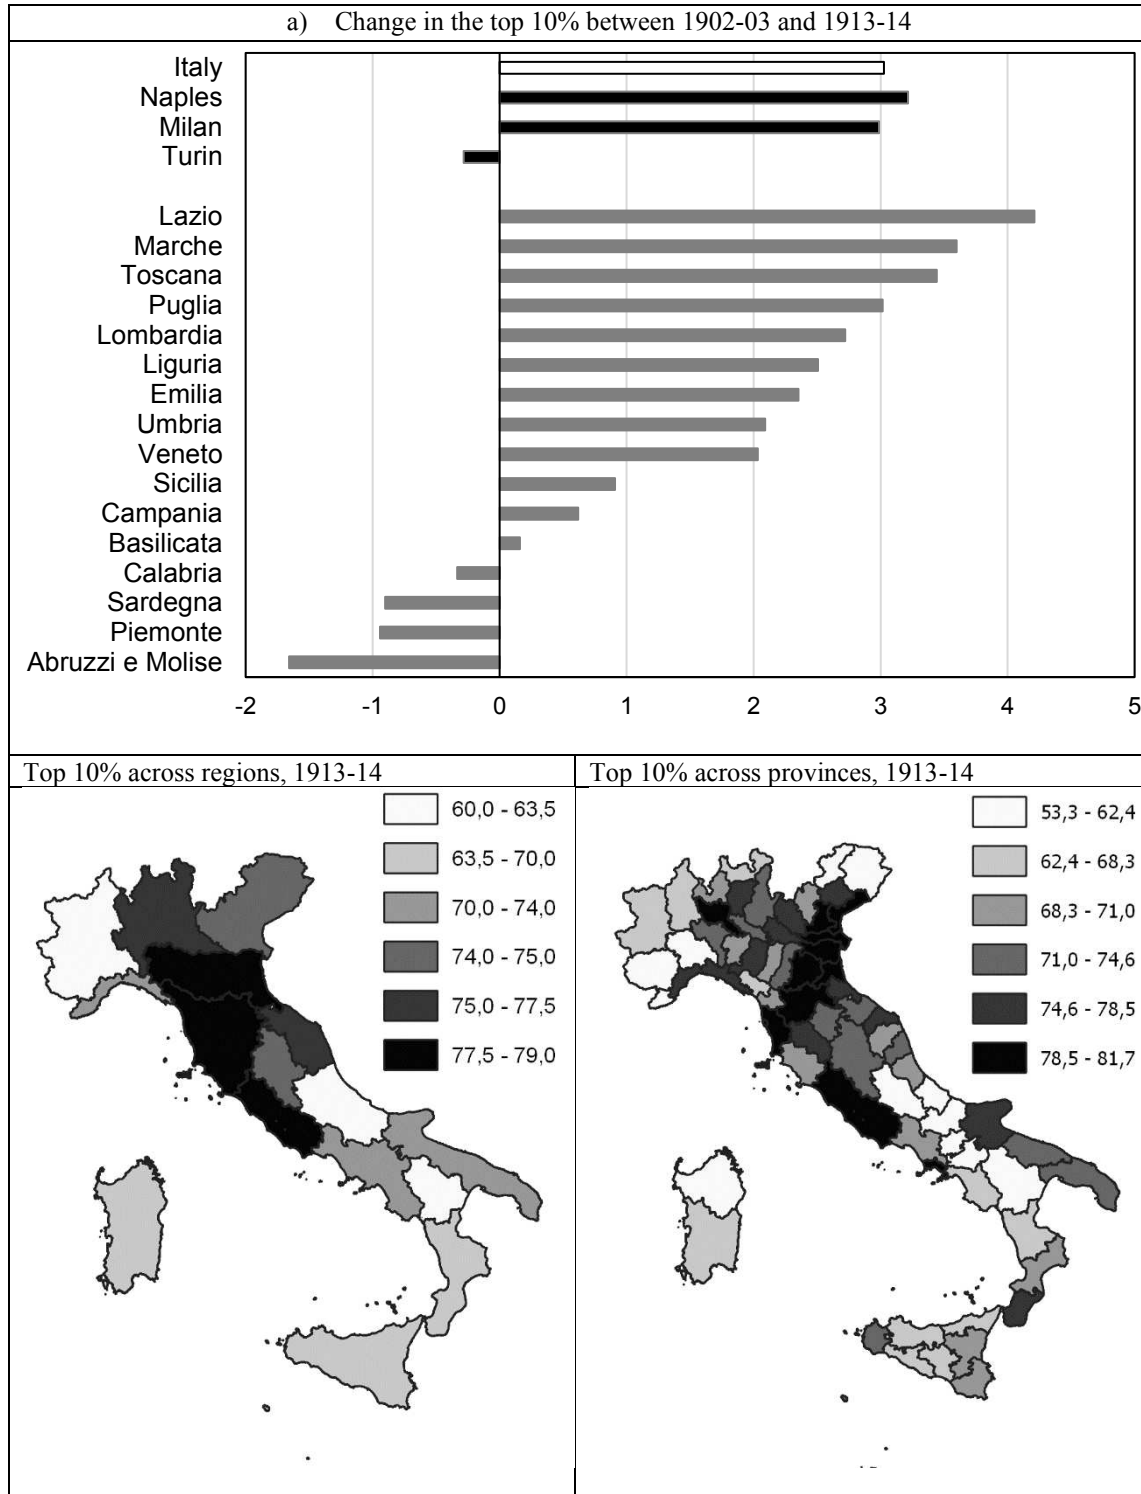 a) Change in the top 10% between 1902-03 and 1913-14
Italy
Naples
Milan
Turin
Lazio
Marche
Toscana
Puglia
Lombardia
Liguria
Emilia
Umbria
Veneto
Sicilia
Campania
Basilicata
Calabria
Sardegna
Piemonte
Abruzzi e Molise
-2 -1 0 1 2 3 4 5
Top 10% across regions, 1913-14
60,0 - 63,5
63,5 - 70,0
70,0 - 74,0
74,0 - 75,0
75,0 - 77,5
77,5 - 79,0
Top 10% across provinces, 1913-14
53,3 - 62,4
62,4 - 68,3
68,3 - 71,0
71,0 - 74,6
74,6 - 78,5
78,5 - 81,7